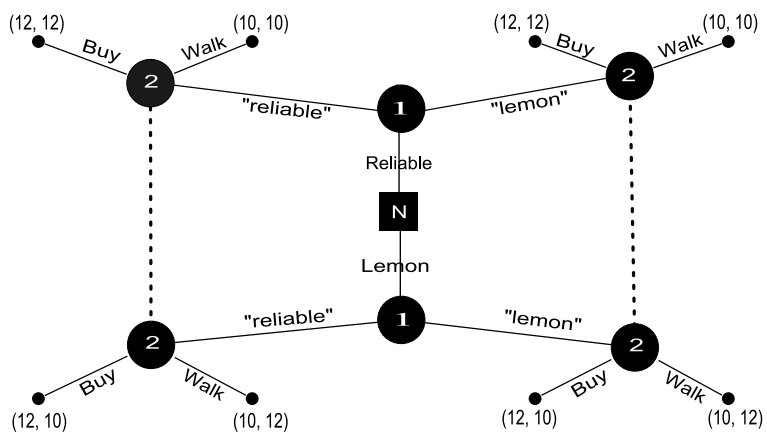 (12, 12) (10, 10) (12, 12) (10, 10)
Buy Walk Buy Walk
2 2
"reliable" 1 "lemon"
Reliable
N
Lemon
"reliable" 1 "lemon"
2 2
Buy Walk Buy Walk
(12, 10) (10, 12) (12, 10) (10, 12)